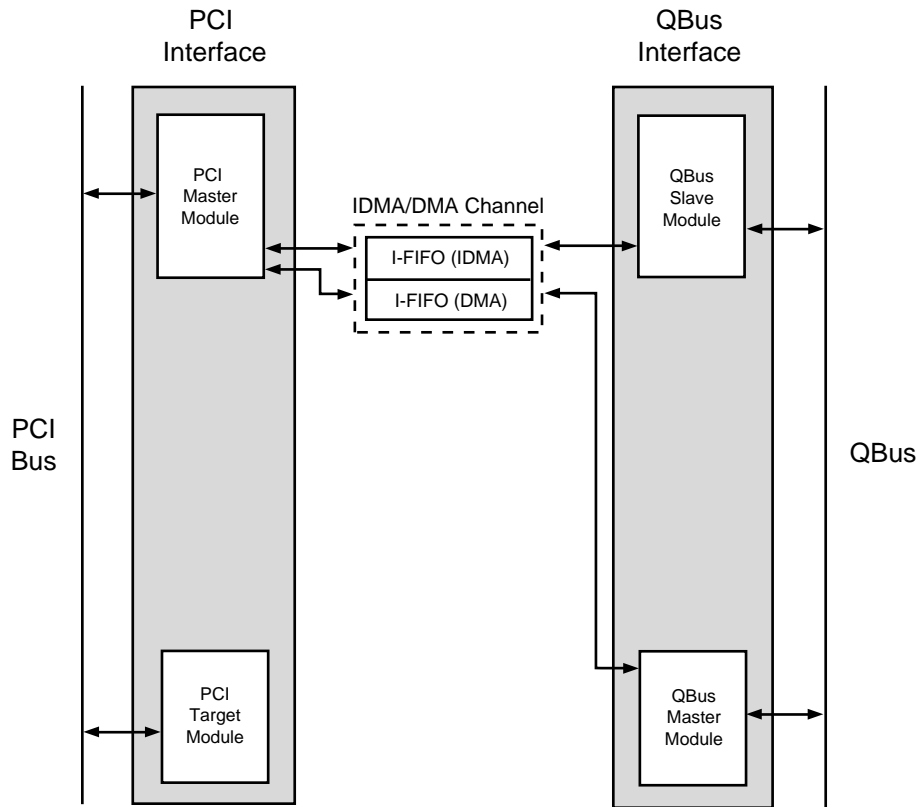 PCI
Interface
QBus
Interface
PCI
Master
Module
QBus
Slave
Module
IDMA/DMA Channel
I-FIFO (IDMA)
I-FIFO (DMA)
PCI
Bus
QBus
PCI
Target
Module
QBus
Master
Module